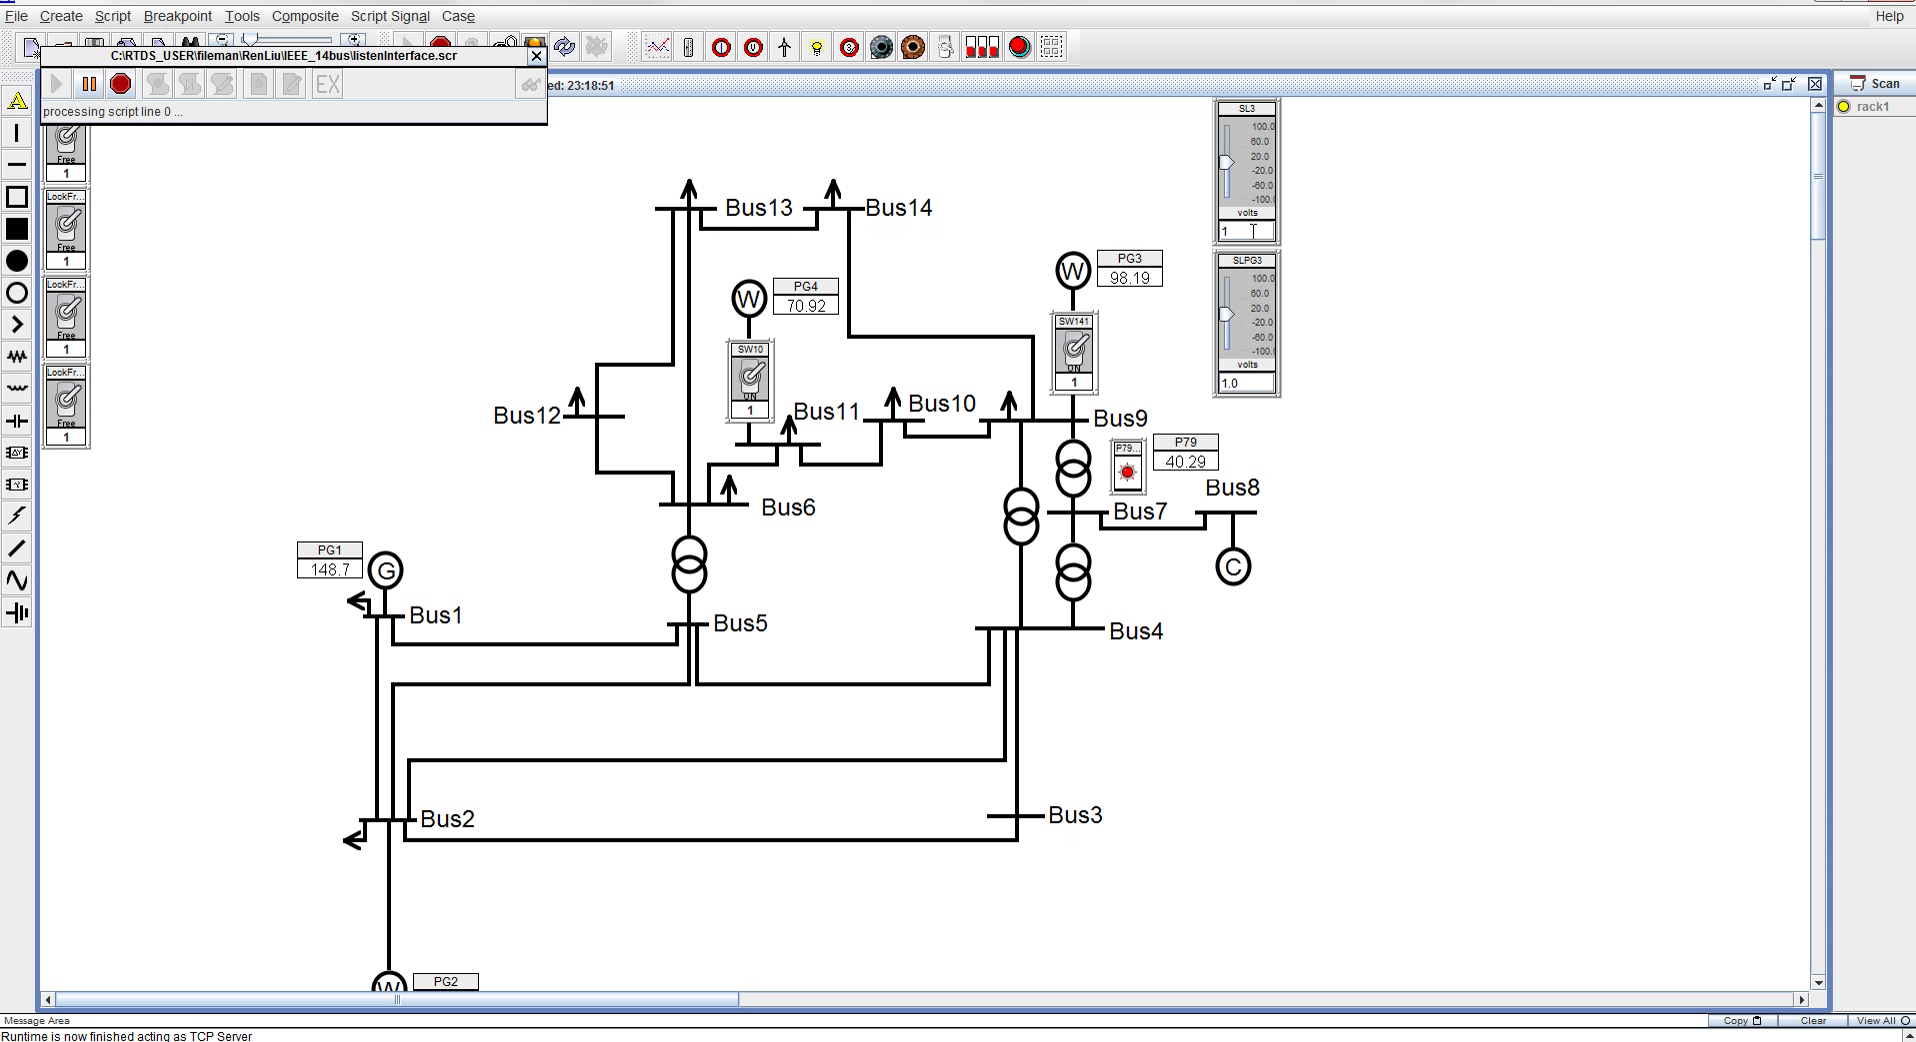 File Create Script Breakpoint Tools Composite Script Signal Case Help
C:\RTDS_USER\fileman\RenLiu\IEEE_14bus\listenInterface.scr
EX
processing script line 0 ...
ed: 23:18:51
Scan
rack1
A
Free
1
LockFr...
Free
1
LockFr...
Free
1
LockFr...
Free
1
SL3
100.0
60.0
20.0
-20.0
-60.0
-100.0
volts
1
SLPG3
100.0
60.0
20.0
-20.0
-60.0
-100.0
volts
1.0
Bus13
Bus14
W
PG3
98.19
W
PG4
70.92
SW141
ON
1
SW10
ON
1
Bus12
Bus11
Bus10
Bus9
P79...
P79
40.29
Bus8
Bus6
Bus7
PG1
148.7
G
C
Bus1
Bus5
Bus4
Bus2
Bus3
W
PG2
Message Area
Copy Clear View All
Runtime is now finished acting as TCP Server